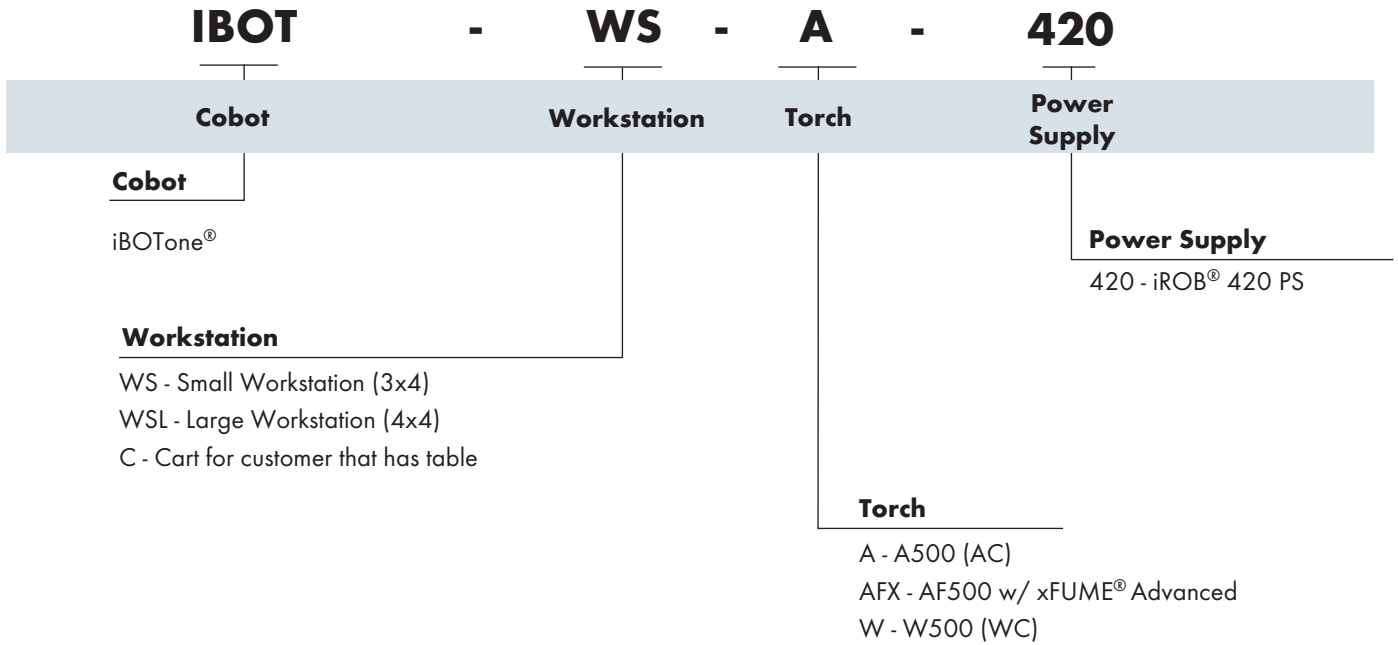 IBOT - WS - A - 420
Cobot Workstation Torch Power Supply
Cobot
iBOTone®
Power Supply
420 - iROB® 420 PS
Workstation
WS - Small Workstation (3x4)
WSL - Large Workstation (4x4)
C - Cart for customer that has table
Torch
A - A500 (AC)
AFX - AF500 w/ xFUME® Advanced
W - W500 (WC)